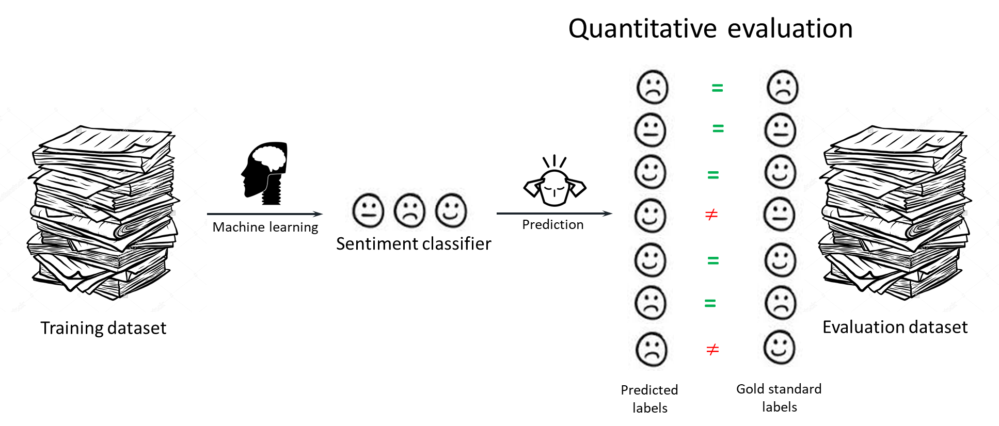 Quantitative evaluation
=
=
=
≠
Machine learning
Prediction
Sentiment classifier
=
=
Training dataset
Evaluation dataset
≠
Predicted
labels
Gold standard
labels